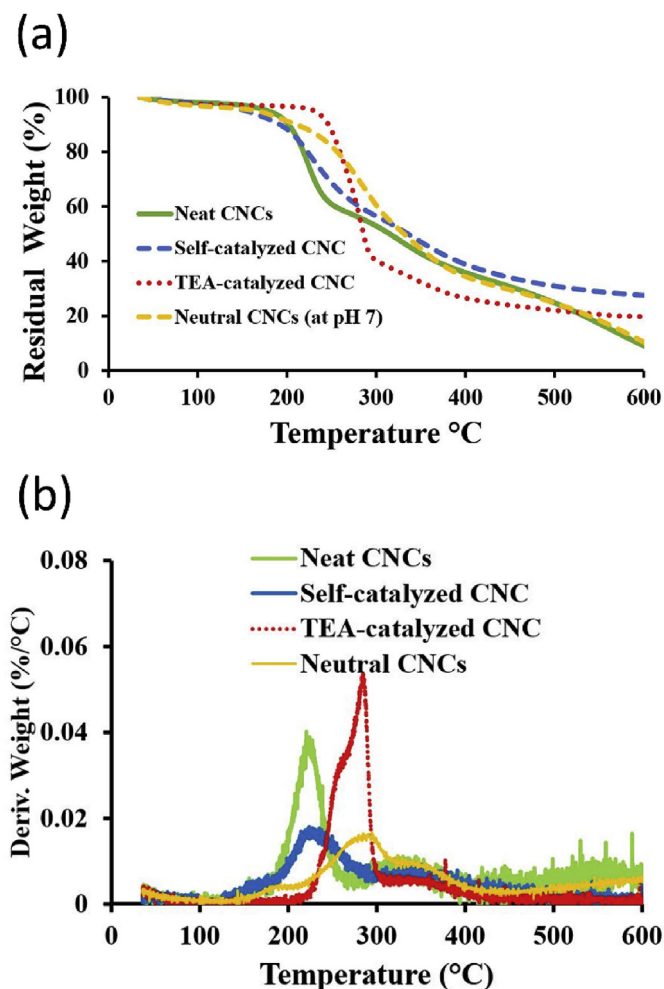 (a)
100
80
60
40
20
0
Residual Weight (%)
Neat CNCs
Self-catalyzed CNC
TEA-catalyzed CNC
Neutral CNCs (at pH 7)
0 100 200 300 400 500 600
Temperature °C
(b)
0.08
0.06
0.04
0.02
0
Deriv. Weight (%/°C)
Neat CNCs
Self-catalyzed CNC
TEA-catalyzed CNC
Neutral CNCs
0 100 200 300 400 500 600
Temperature (°C)